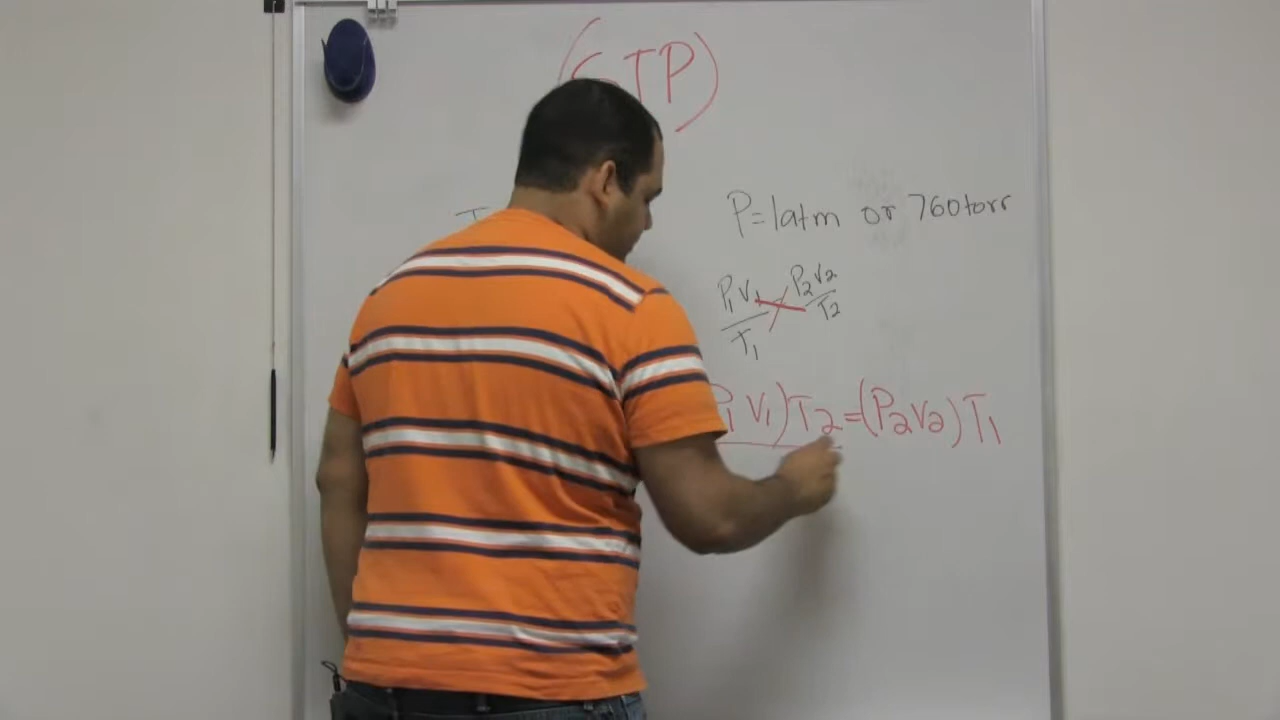 (STP)
T
P=1atm or 760torr
P₁V₁ P₂V₂
T₁ T₂
P₁V₁)T₂=(P₂V₂)T₁